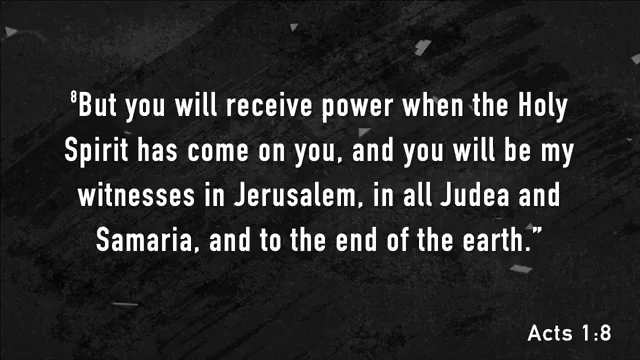 ⁸But you will receive power when the Holy
Spirit has come on you, and you will be my
witnesses in Jerusalem, in all Judea and
Samaria, and to the end of the earth.”
Acts 1:8